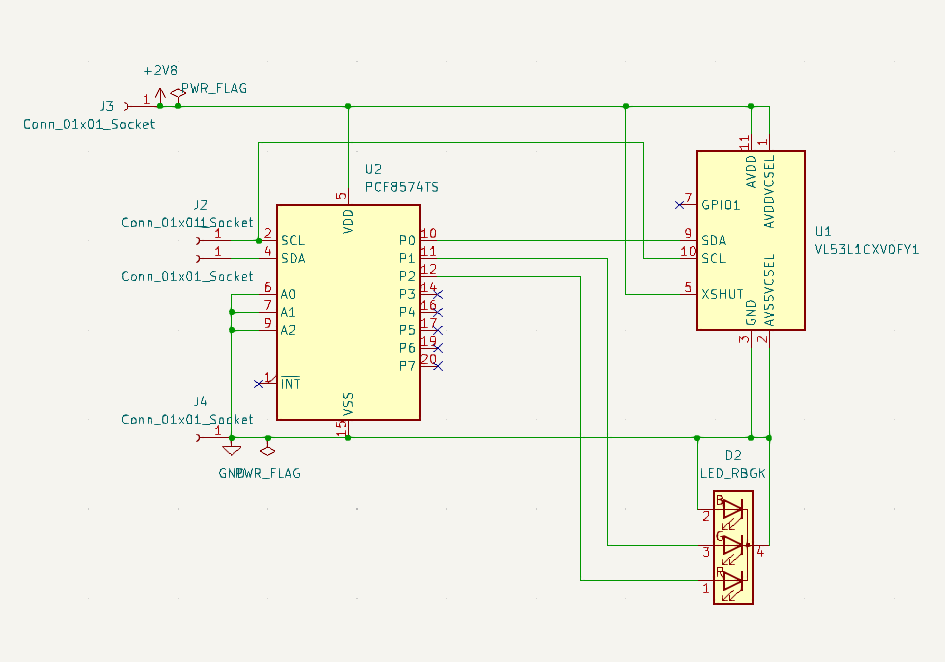 +2V8
PWR_FLAG
J3
1
Conn_01x01_Socket
U2
PCF8574TS
5
VDD
11
1
AVDD
AVDDVCSEL
7
GPIO1
J2
Conn_01x01_Socket
1
2
SCL
P0
10
9
SDA
U1
VL53L1CXV0FY1
1
4
SDA
P1
11
10
SCL
Conn_01x01_Socket
P2
12
6
A0
P3
14
5
XSHUT
7
A1
P4
16
9
A2
P5
17
GND
AVSSVCSEL
3
2
P6
19
P7
20
1
INT
VSS
15
J4
Conn_01x01_Socket
1
GND
PWR_FLAG
D2
LED_RBGK
B
2
G
3
4
R
1